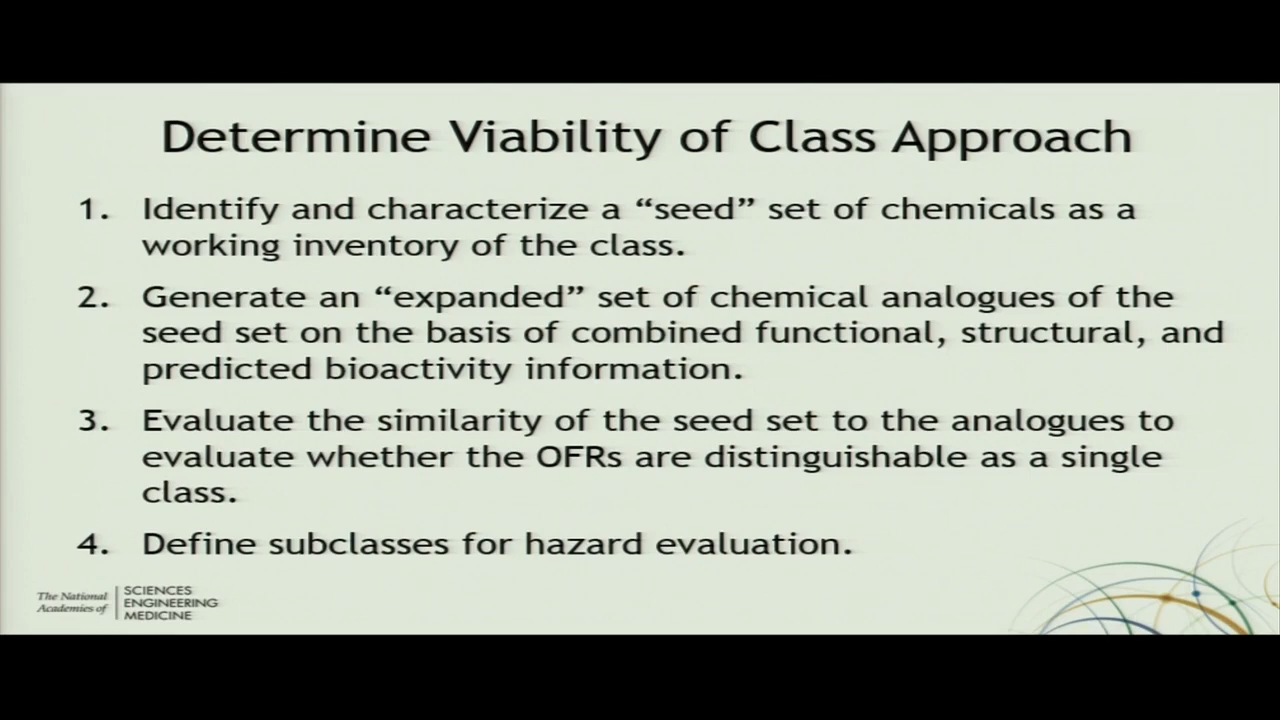 Determine Viability of Class Approach
1. Identify and characterize a “seed” set of chemicals as a
working inventory of the class.
2. Generate an “expanded” set of chemical analogues of the
seed set on the basis of combined functional, structural, and
predicted bioactivity information.
3. Evaluate the similarity of the seed set to the analogues to
evaluate whether the OFRs are distinguishable as a single
class.
4. Define subclasses for hazard evaluation.
The National
Academies of
SCIENCES
ENGINEERING
MEDICINE